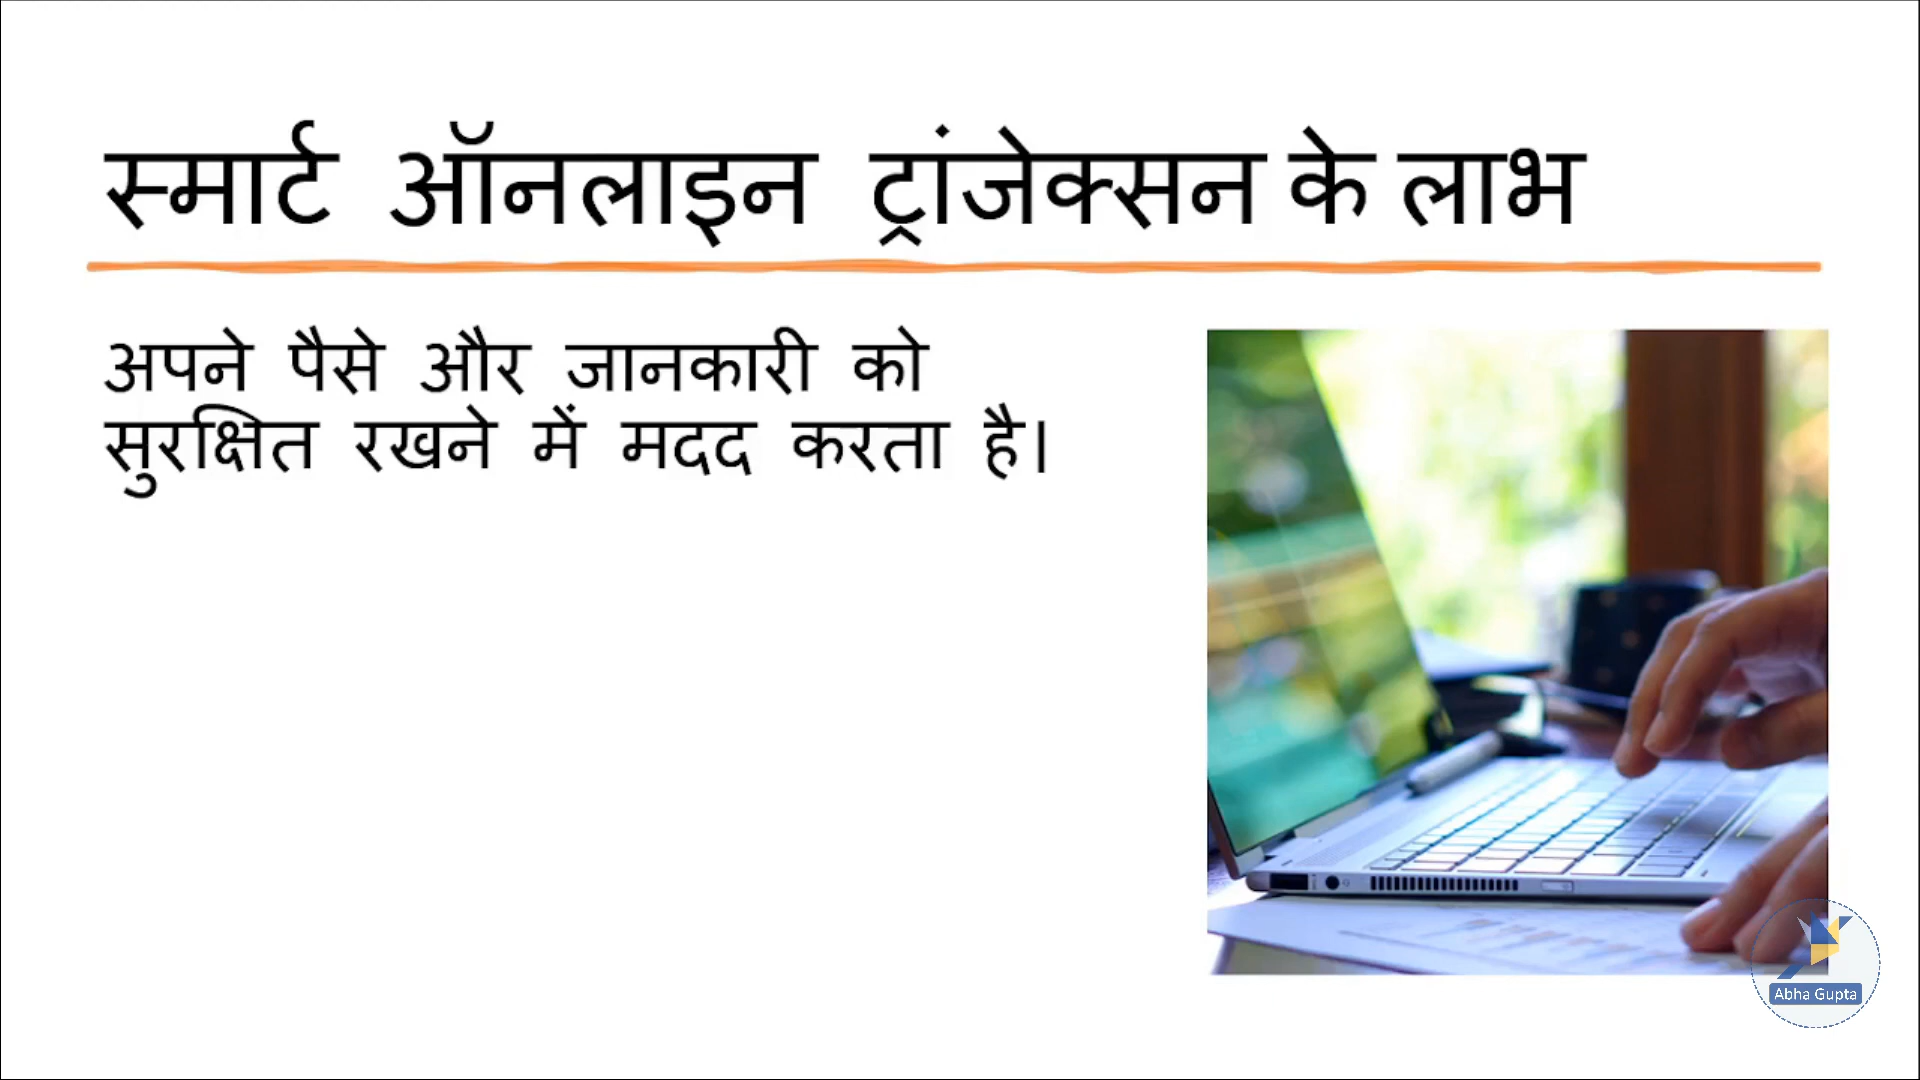 स्मार्ट ऑनलाइन ट्रांजेक्सन के लाभ
अपने पैसे और जानकारी को
सुरक्षित रखने में मदद करता है।
Abha Gupta